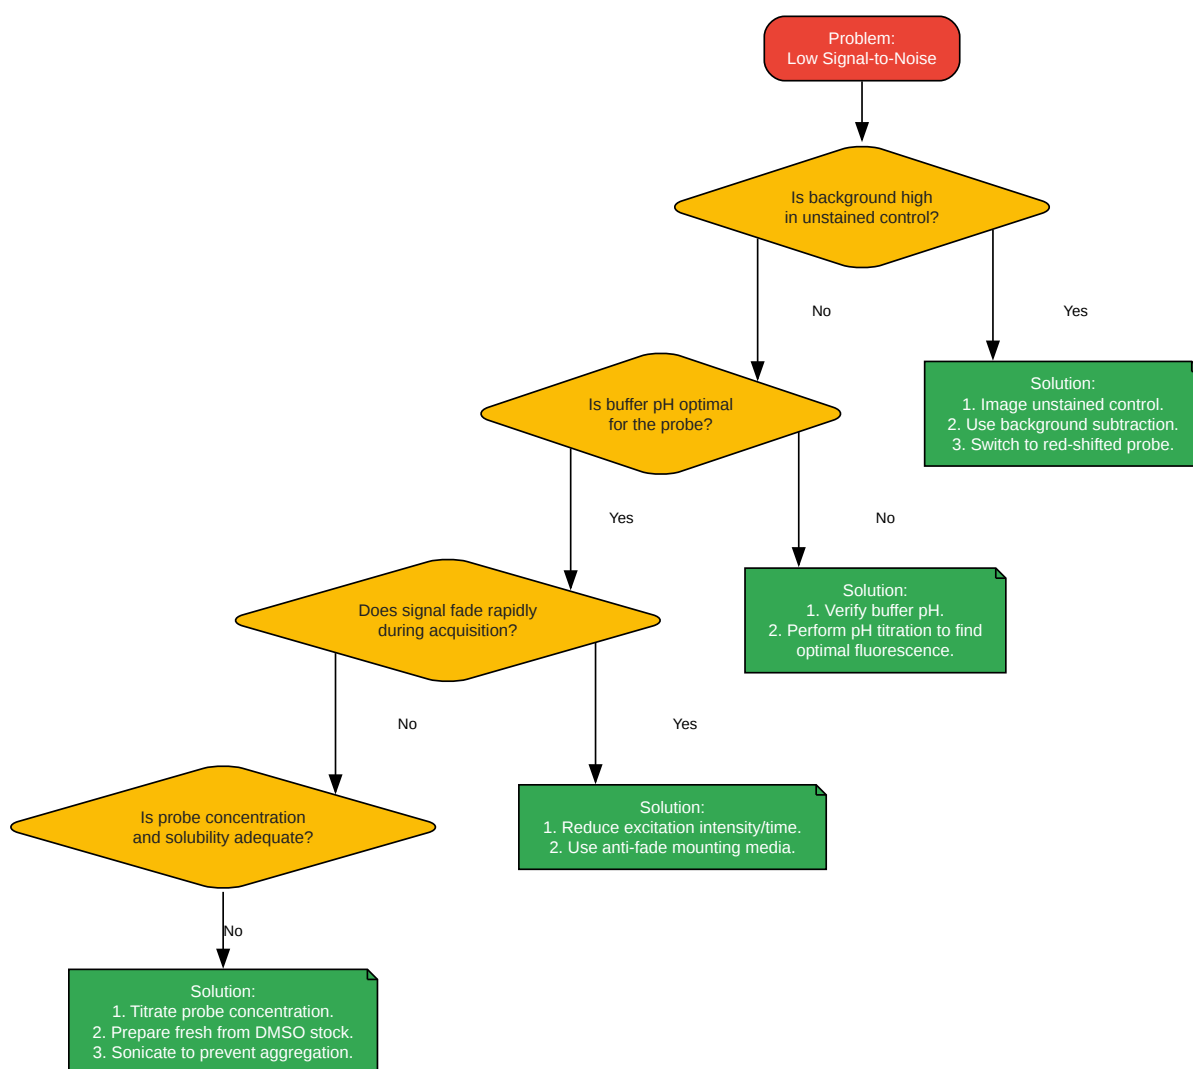 Problem:
Low Signal-to-Noise
Is background high
in unstained control?
No
Yes
Solution:
1. Image unstained control.
2. Use background subtraction.
3. Switch to red-shifted probe.
Is buffer pH optimal
for the probe?
Yes
No
Solution:
1. Verify buffer pH.
2. Perform pH titration to find
optimal fluorescence.
Does signal fade rapidly
during acquisition?
No
Yes
Solution:
1. Reduce excitation intensity/time.
2. Use anti-fade mounting media.
Is probe concentration
and solubility adequate?
No
Solution:
1. Titrate probe concentration.
2. Prepare fresh from DMSO stock.
3. Sonicate to prevent aggregation.